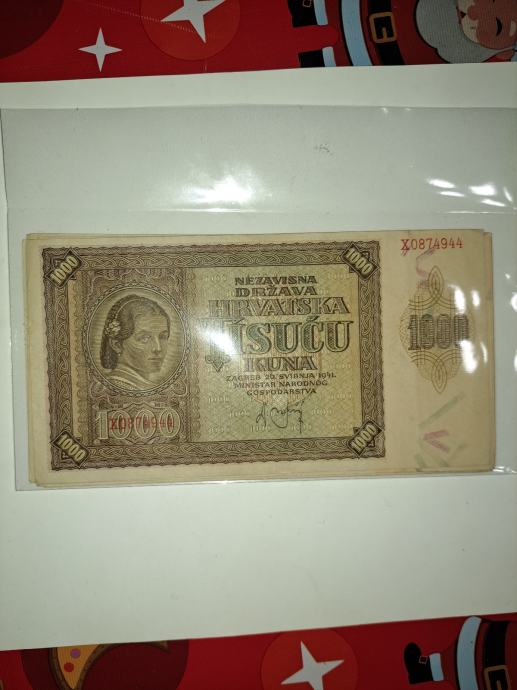 X0874944
1000
1000
NEZAVISNA
DRŽAVA
HRVATSKA
TISUĆU
KUNA
ZAGREB 26. SVIBNJA 1941.
MINISTAR NARODNOG
GOSPODARSTVA
1000
1000
X0874944
1000
1000